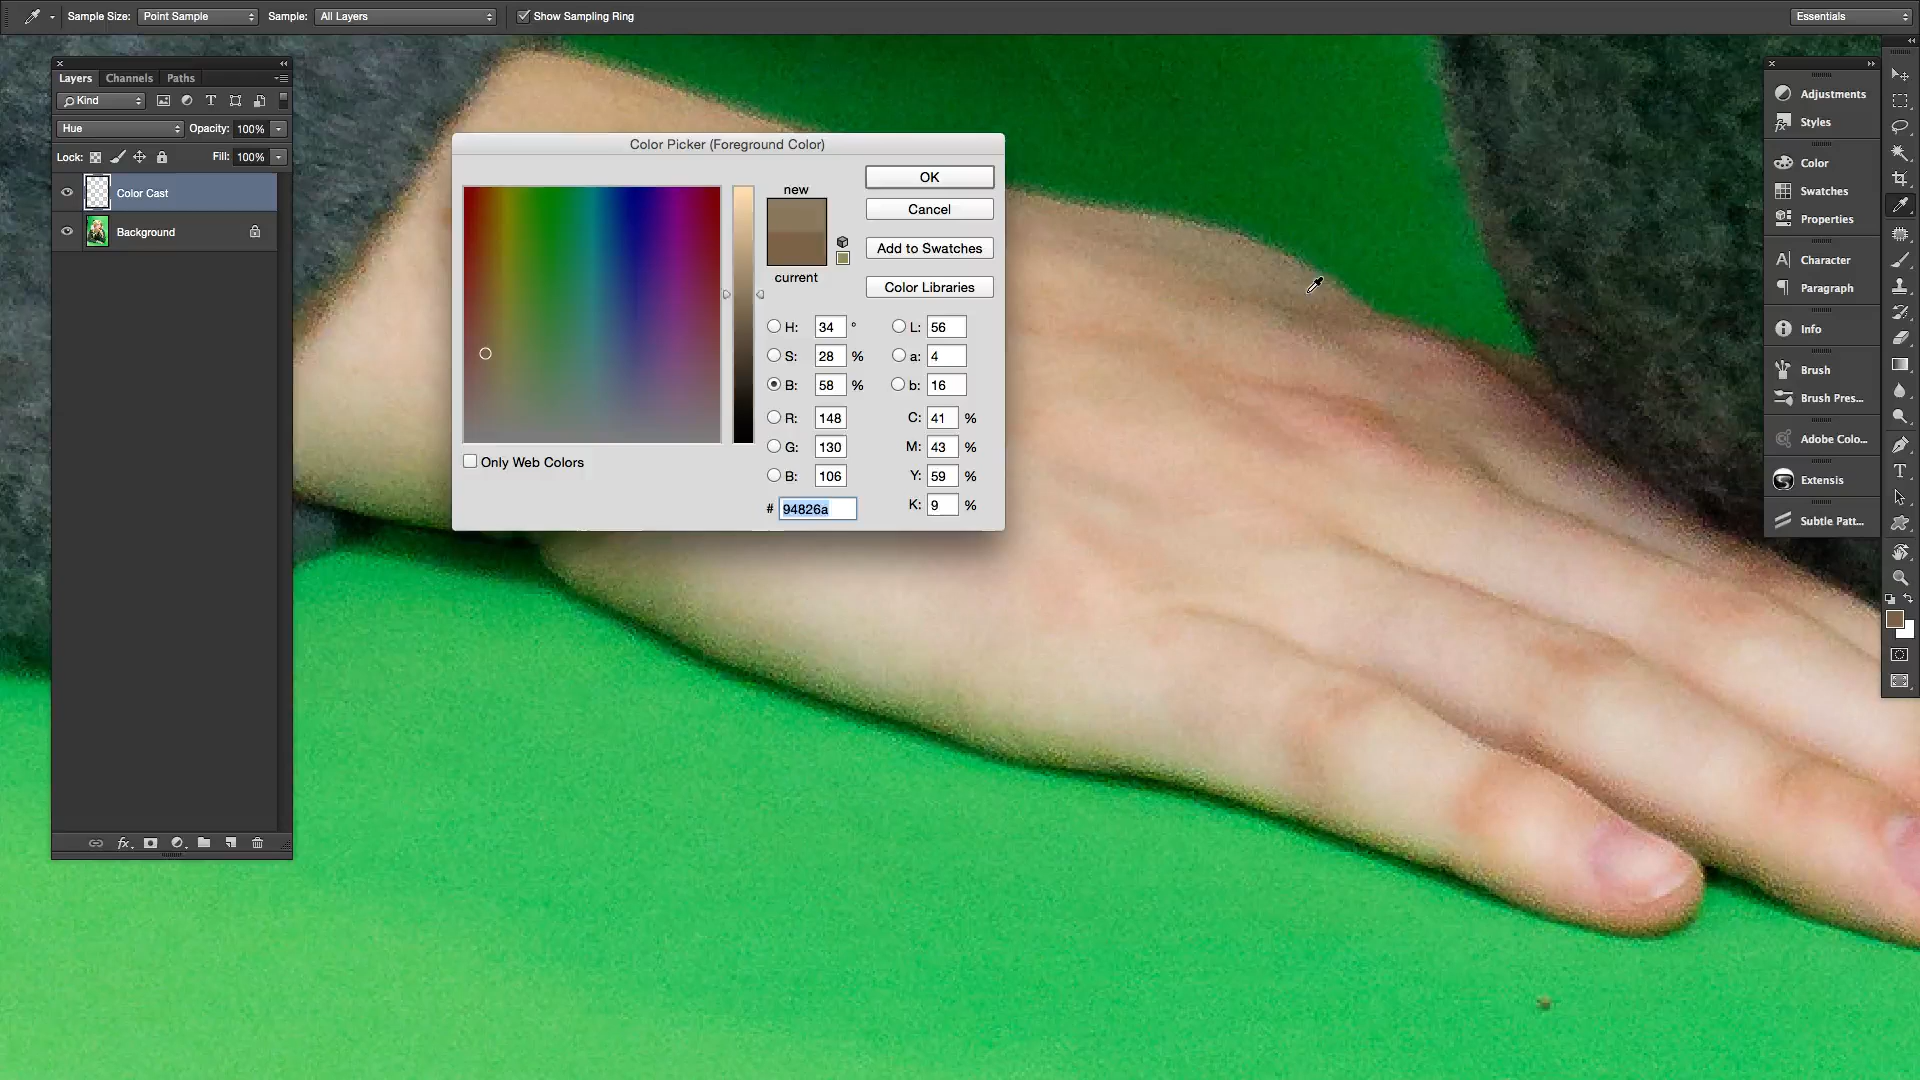 Sample Size: Point Sample Sample: All Layers Show Sampling Ring Essentials
Layers Channels Paths
Kind
Hue Opacity: 100%
Lock: Fill: 100%
Color Cast
Background
fx
Color Picker (Foreground Color)
new
current
OK
Cancel
Add to Swatches
Color Libraries
H: 34 ° L: 56
S: 28 % a: 4
B: 58 % b: 16
R: 148 C: 41 %
G: 130 M: 43 %
B: 106 Y: 59 %
# 94826a K: 9 %
Only Web Colors
Adjustments
fx Styles
Color
Swatches
Properties
A Character
¶ Paragraph
Info
Brush
Brush Pres...
Adobe Colo...
Extensis
Subtle Patt...
T